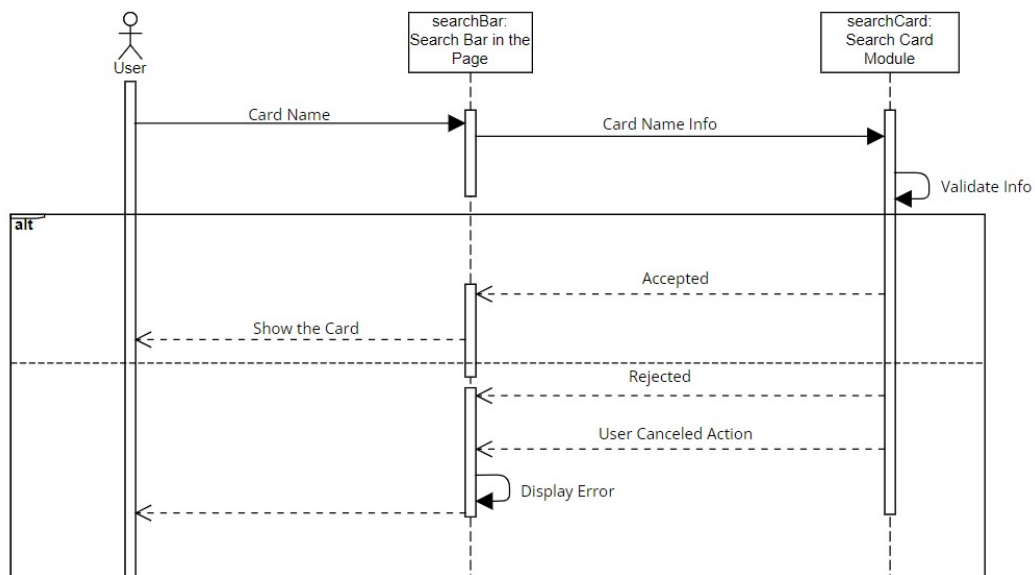 User
searchBar:
Search Bar in the
Page
searchCard:
Search Card
Module
Card Name
Card Name Info
Validate Info
alt
Accepted
Show the Card
Rejected
User Canceled Action
Display Error